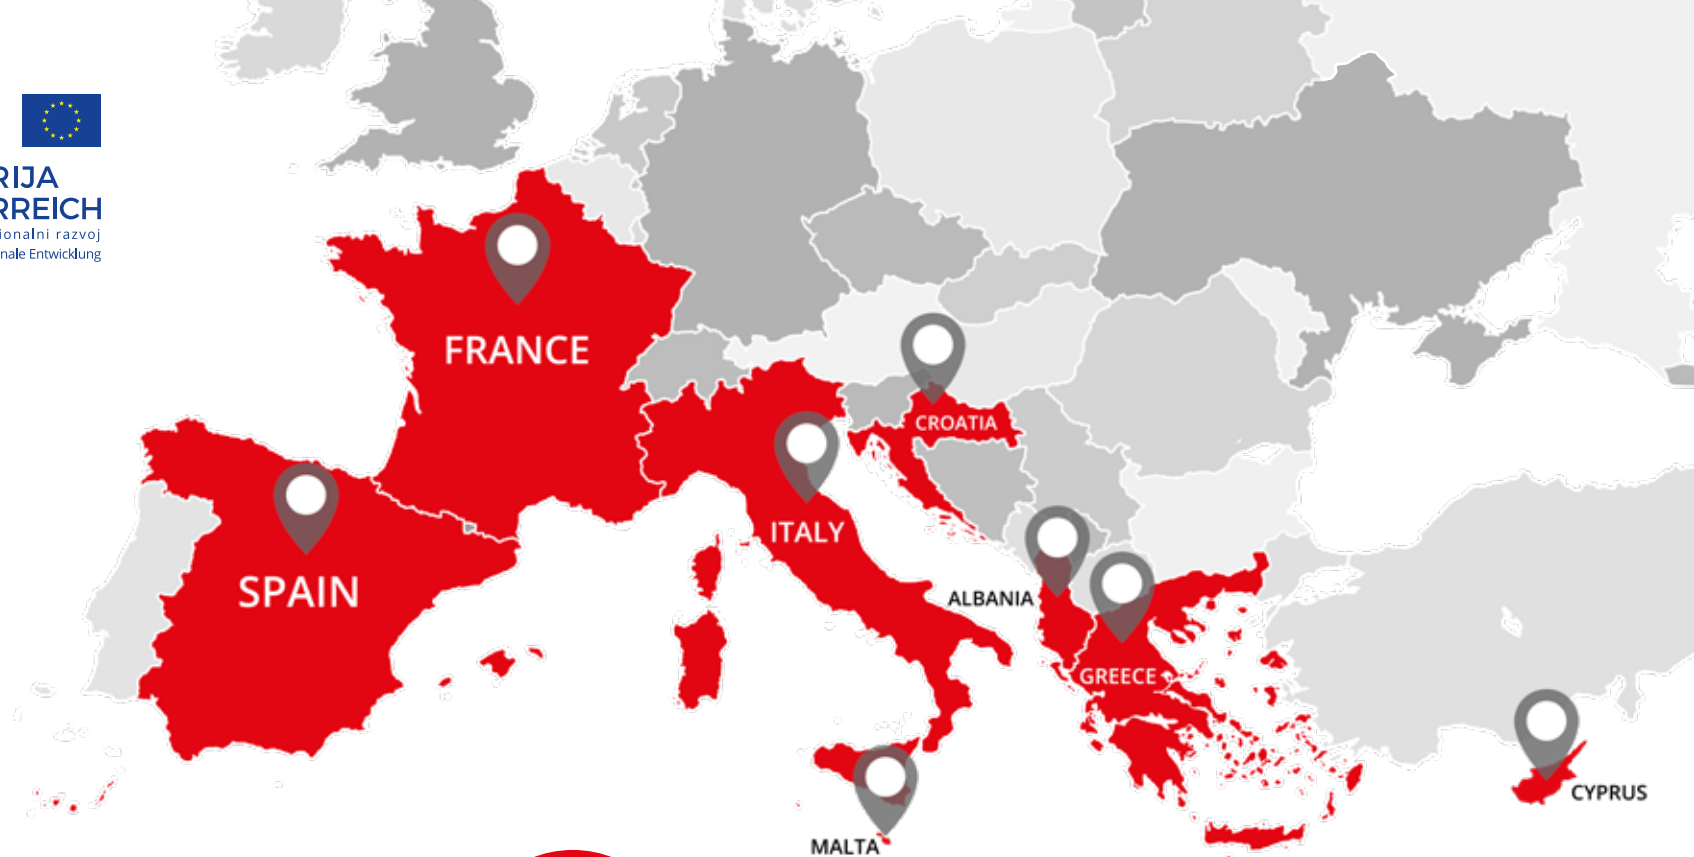 RIJA
RREICH
ionalni razvoj
nale Entwicklung
FRANCE
CROATIA
ITALY
SPAIN
ALBANIA
GREECE
CYPRUS
MALTA